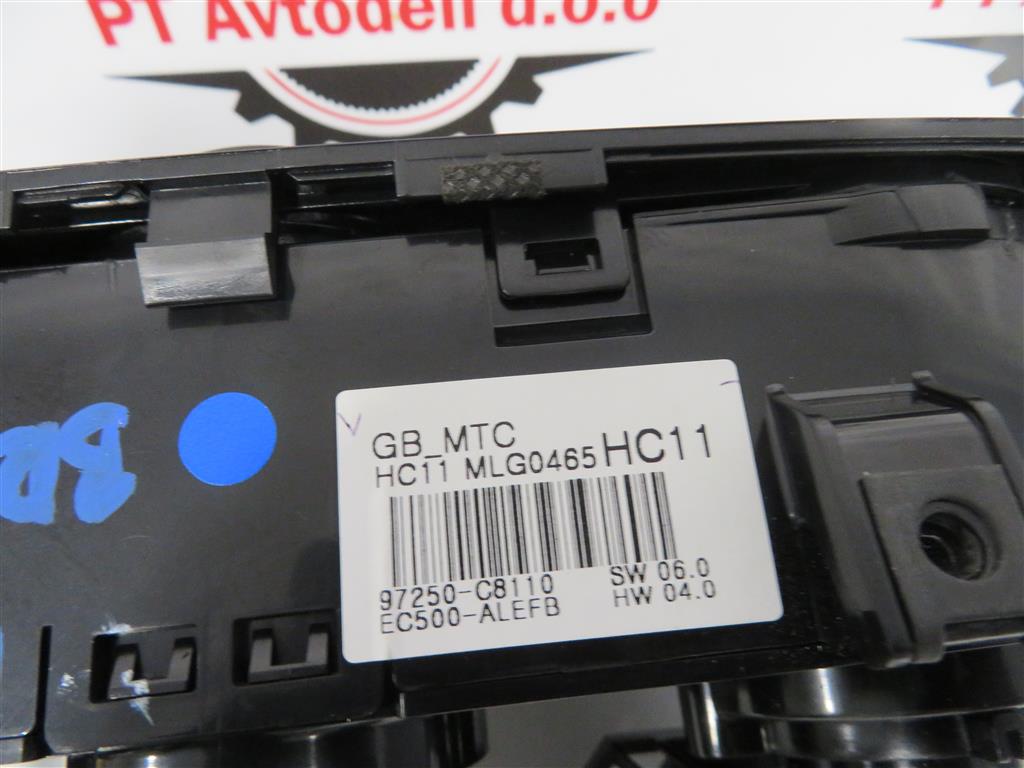 PT Avtodeli d.o.o
GB_MTC
HC11 MLG0465 HC11
97250-C8110 SW 06.0
EC500-ALEFB HW 04.0